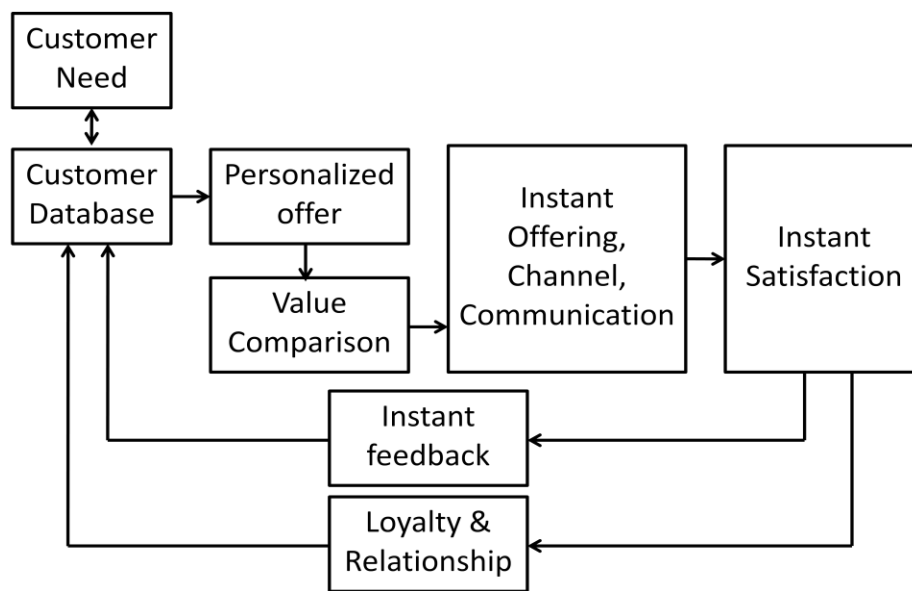 Customer
Need
Customer
Database
Personalized
offer
Value
Comparison
Instant
Offering,
Channel,
Communication
Instant
Satisfaction
Instant
feedback
Loyalty &
Relationship